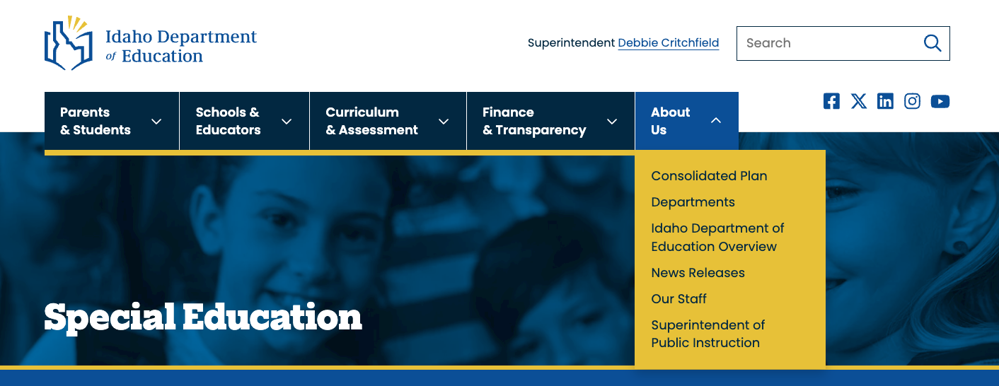 Idaho Department
of Education
Superintendent Debbie Critchfield
Search
Parents
& Students
Schools &
Educators
Curriculum
& Assessment
Finance
& Transparency
About
Us
Consolidated Plan
Departments
Idaho Department of
Education Overview
News Releases
Our Staff
Superintendent of
Public Instruction
Special Education